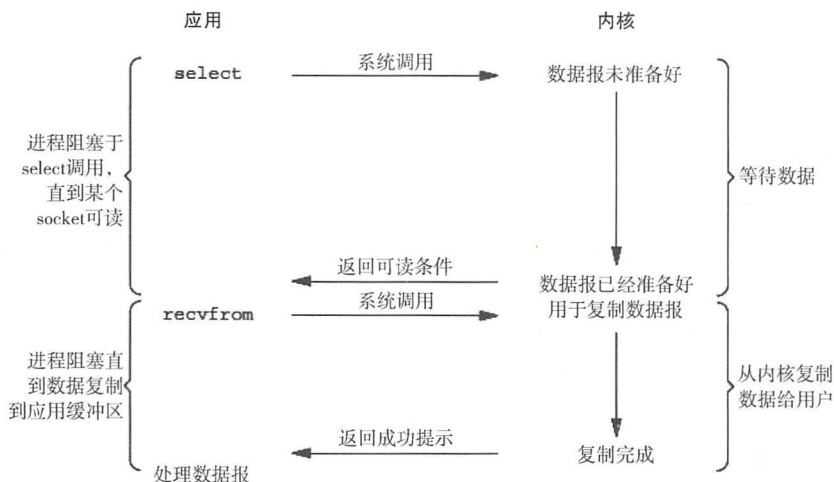 应用
内核
select
系统调用
数据报未准备好
进程阻塞于
select调用，
直到某个
socket可读
等待数据
返回可读条件
数据报已经准备好
用于复制数据报
recvfrom
系统调用
进程阻塞直
到数据复制
到应用缓冲区
从内核复制
数据给用户
返回成功提示
复制完成
处理数据报